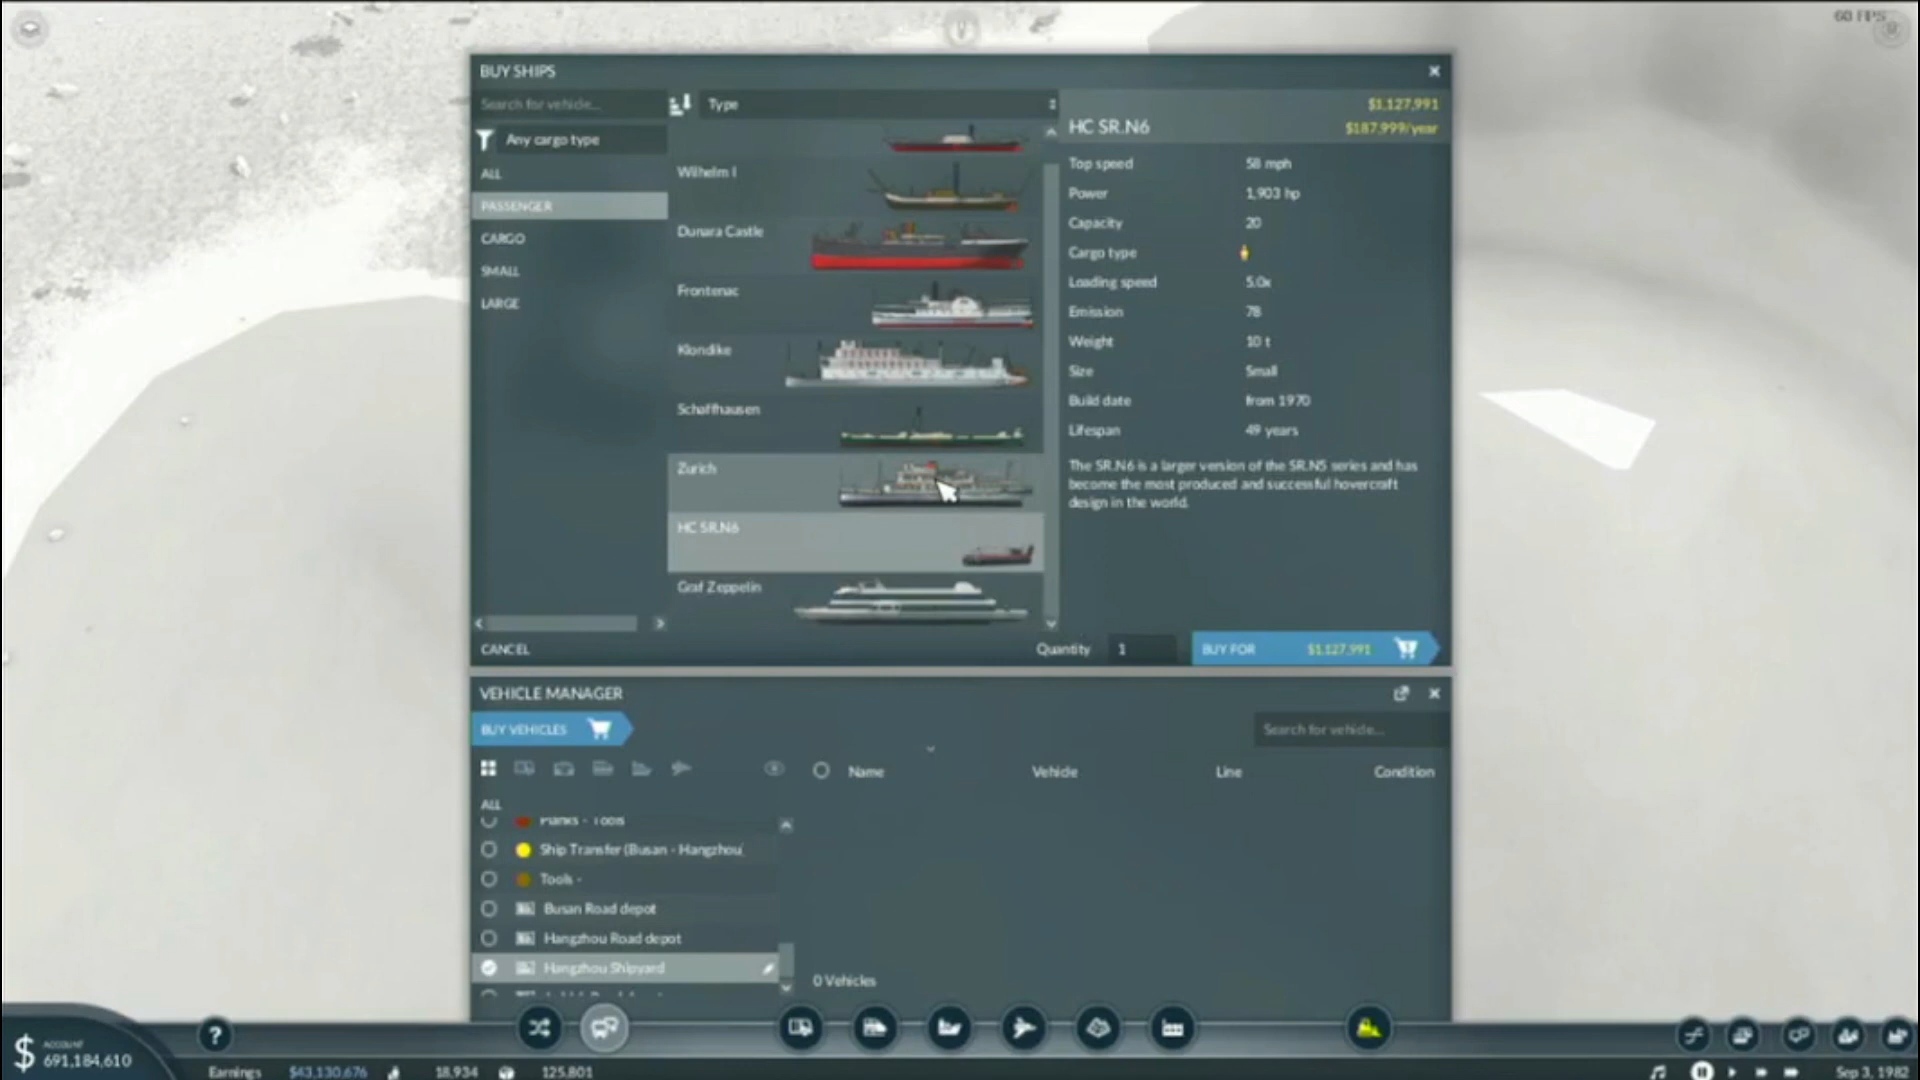 60 FPS
BUY SHIPS
Search for vehicle...
Type
Any cargo type
ALL
PASSENGER
CARGO
SMALL
LARGE
Wilhelm I
Dunara Castle
Frontenac
Klondike
Schaffhausen
Zurich
HC SR.N6
Graf Zeppelin
$1,127,991
HC SR.N6
$187,999/year
Top speed 58 mph
Power 1,903 hp
Capacity 20
Cargo type
Loading speed 5.0x
Emission 78
Weight 10 t
Size Small
Build date from 1970
Lifespan 49 years
The SR.N6 is a larger version of the SR.N5 series and has
become the most produced and successful hovercraft
design in the world.
CANCEL
Quantity 1
BUY FOR $1,127,991
VEHICLE MANAGER
BUY VEHICLES
Search for vehicle...
Name Vehicle Line Condition
ALL
Planks - Tools
Ship Transfer (Busan - Hangzhou
Tools -
Busan Road depot
Hangzhou Road depot
Hangzhou Shipyard
0 Vehicles
?
$ ACCOUNT
691,184,610
Earnings $43,130,676 18,934 125,801
Sep 3, 1982